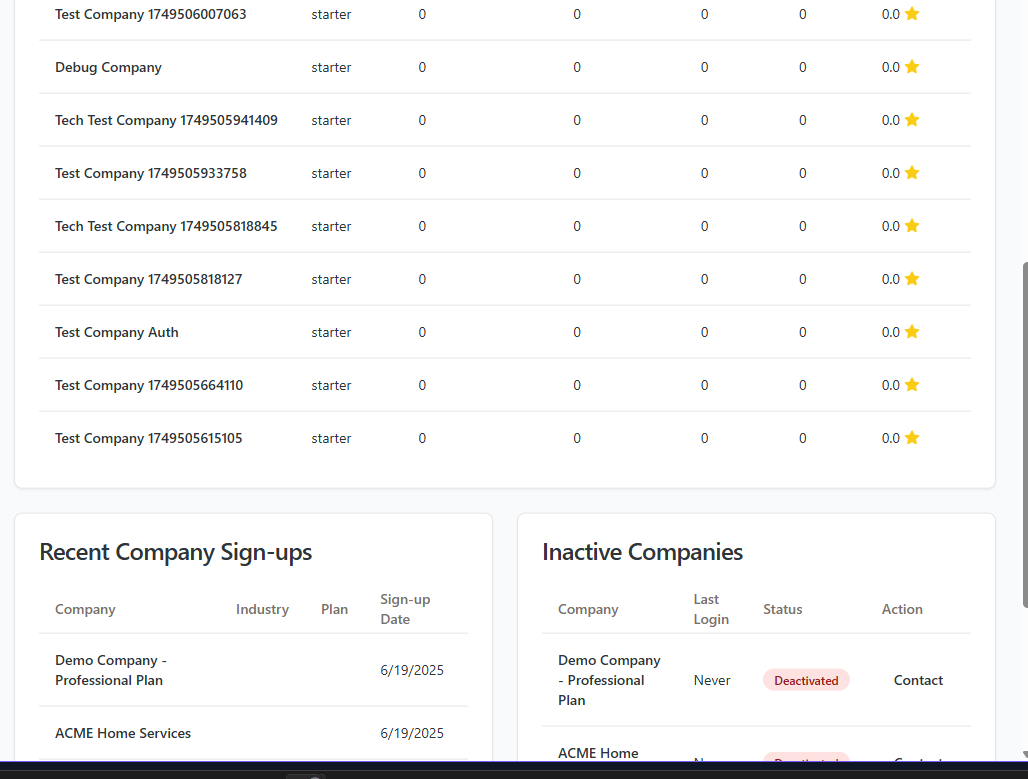 Test Company 1749506007063 starter 0 0 0 0 0.0
Debug Company starter 0 0 0 0 0.0
Tech Test Company 1749505941409 starter 0 0 0 0 0.0
Test Company 1749505933758 starter 0 0 0 0 0.0
Tech Test Company 1749505818845 starter 0 0 0 0 0.0
Test Company 1749505818127 starter 0 0 0 0 0.0
Test Company Auth starter 0 0 0 0 0.0
Test Company 1749505664110 starter 0 0 0 0 0.0
Test Company 1749505615105 starter 0 0 0 0 0.0
Recent Company Sign-ups
Company Industry Plan Sign-up
Date
Demo Company -
Professional Plan
6/19/2025
ACME Home Services 6/19/2025
Inactive Companies
Company Last
Login
Status Action
Demo Company
- Professional
Plan
Never Deactivated Contact
ACME Home